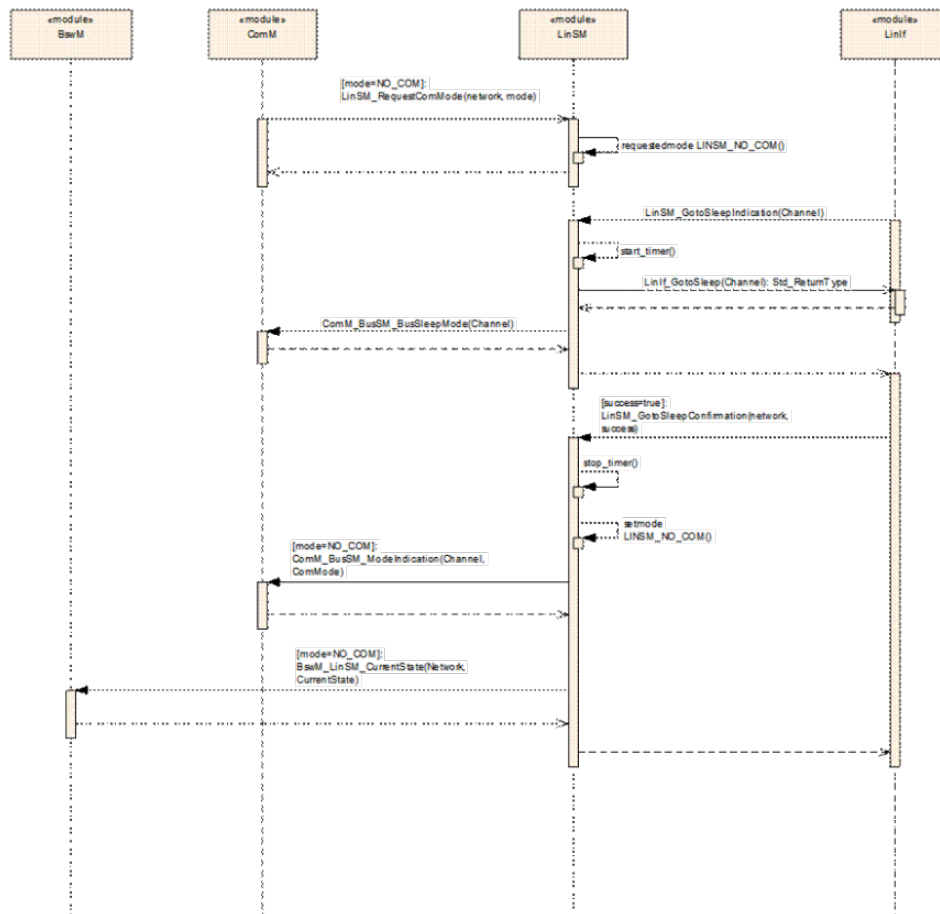 «module»
BswM
«module»
ComM
«module»
LinSM
«module»
LinIf
[mode=NO_COM]:
LinSM_RequestComMode(network, mode)
requestedmode LINSM_NO_COM()
LinSM_GotoSleepIndication(Channel)
start_timer()
LinIf_GotoSleep(Channel): Std_ReturnType
ComM_BusSM_BusSleepMode(Channel)
[success=true]:
LinSM_GotoSleepConfirmation(network,
success)
stop_timer()
setmode
LINSM_NO_COM()
[mode=NO_COM]:
ComM_BusSM_ModeIndication(Channel,
ComMode)
[mode=NO_COM]:
BswM_LinSM_CurrentState(Network,
CurrentState)